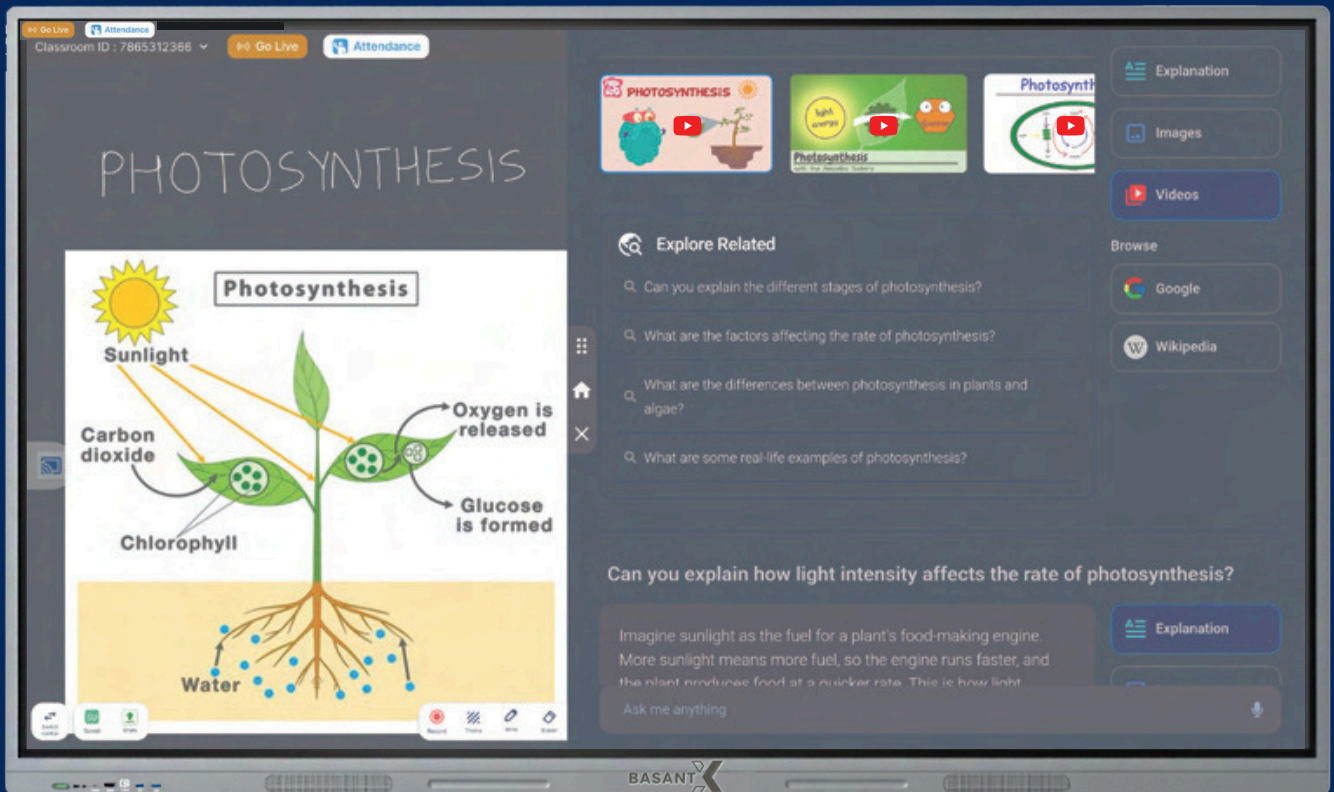 Go Live Attendance
Classroom ID : 7865312366 Go Live Attendance
PHOTOSYNTHESIS
Photosynthesis
Sunlight
Carbon
dioxide
Chlorophyll
Oxygen is
released
Glucose
is formed
Water
Switch
Record
PHOTOSYNTHESIS
light
energy
Photosynthesis
Photosynth
Explore Related
Can you explain the different stages of photosynthesis?
What are the factors affecting the rate of photosynthesis?
What are the differences between photosynthesis in plants and
algae?
What are some real-life examples of photosynthesis?
Explanation
Images
Videos
Browse
Google
W Wikipedia
Can you explain how light intensity affects the rate of photosynthesis?
Imagine sunlight as the fuel for a plant's food-making engine.
More sunlight means more fuel, so the engine runs faster, and
the plant produces food at a quicker rate. This is how light
Explanation
Ask me anything
BASANT X